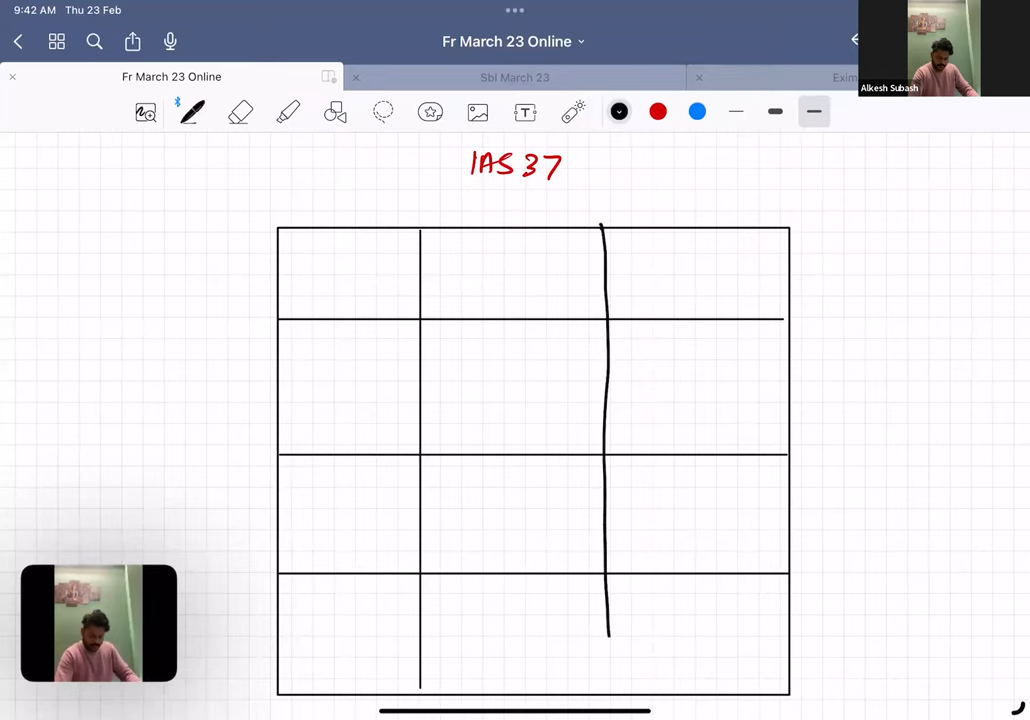 9:42 AM Thu 23 Feb
Fr March 23 Online
Fr March 23 Online
Sbl March 23
Exim
Alkesh Subash
T
IAS 37